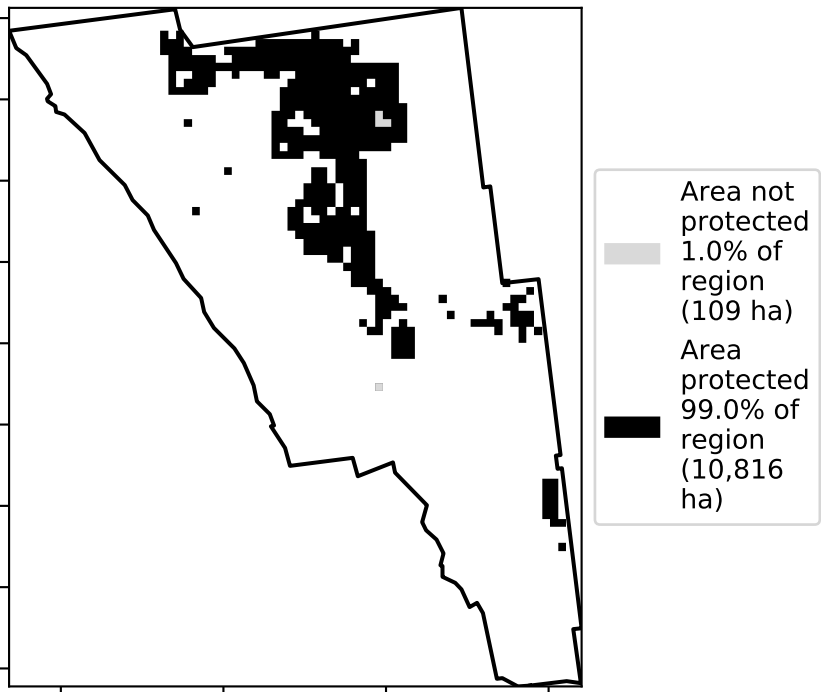 Area not
protected
1.0% of
region
(109 ha)
Area
protected
99.0% of
region
(10,816
ha)